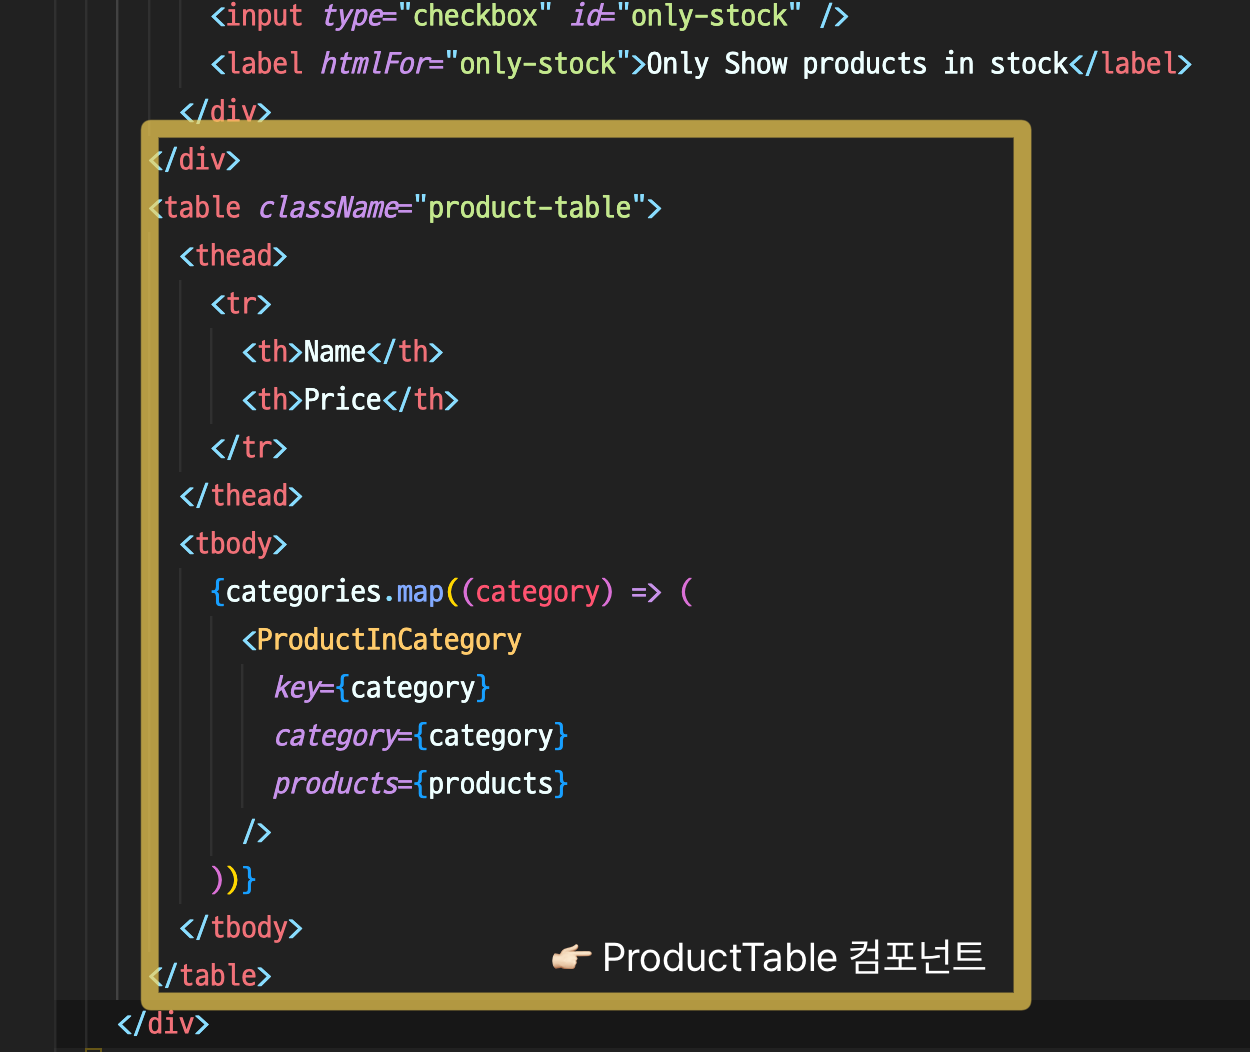 <input type="checkbox" id="only-stock" />
<label htmlFor="only-stock">Only Show products in stock</label>
</div>
</div>
<table className="product-table">
<thead>
<tr>
<th>Name</th>
<th>Price</th>
</tr>
</thead>
<tbody>
{categories.map((category) => (
<ProductInCategory
key={category}
category={category}
products={products}
/>
))}
</tbody>
👉🏻 ProductTable 컴포넌트
</table>
</div>